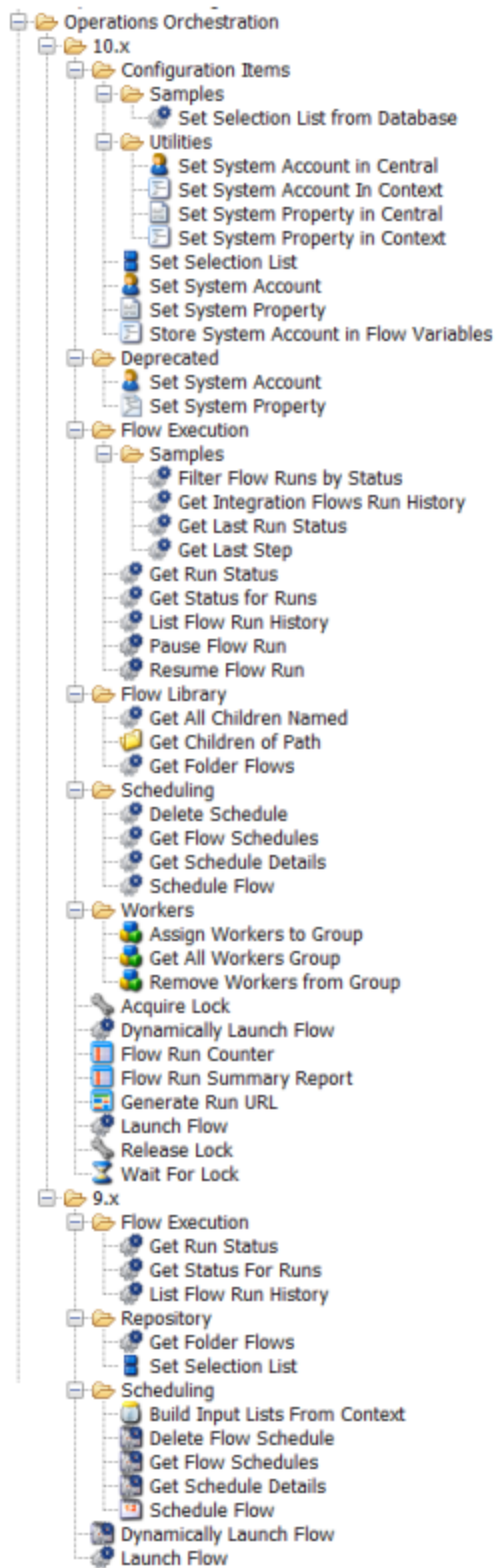 Operations Orchestration
10.x
Configuration Items
Samples
Set Selection List from Database
Utilities
Set System Account in Central
Set System Account In Context
Set System Property in Central
Set System Property in Context
Set Selection List
Set System Account
Set System Property
Store System Account in Flow Variables
Deprecated
Set System Account
Set System Property
Flow Execution
Samples
Filter Flow Runs by Status
Get Integration Flows Run History
Get Last Run Status
Get Last Step
Get Run Status
Get Status for Runs
List Flow Run History
Pause Flow Run
Resume Flow Run
Flow Library
Get All Children Named
Get Children of Path
Get Folder Flows
Scheduling
Delete Schedule
Get Flow Schedules
Get Schedule Details
Schedule Flow
Workers
Assign Workers to Group
Get All Workers Group
Remove Workers from Group
Acquire Lock
Dynamically Launch Flow
Flow Run Counter
Flow Run Summary Report
Generate Run URL
Launch Flow
Release Lock
Wait For Lock
9.x
Flow Execution
Get Run Status
Get Status For Runs
List Flow Run History
Repository
Get Folder Flows
Set Selection List
Scheduling
Build Input Lists From Context
Delete Flow Schedule
Get Flow Schedules
Get Schedule Details
Schedule Flow
Dynamically Launch Flow
Launch Flow